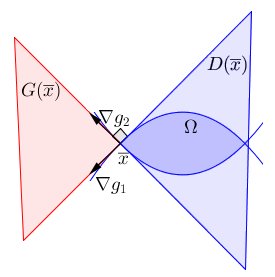 D(x̅)
G(x̅)
∇g₂
Ω
x̅
∇g₁